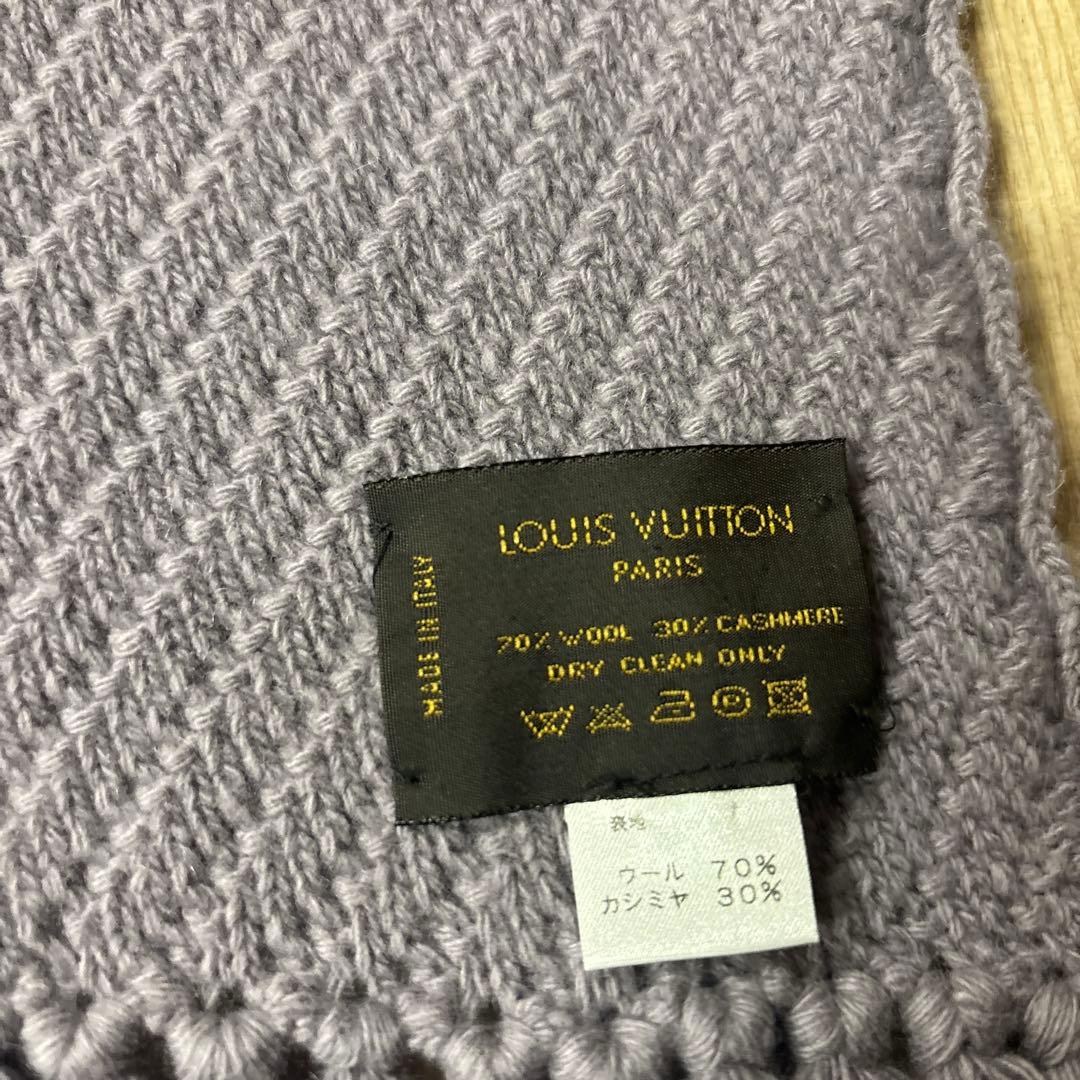 LOUIS VUITTON
PARIS
70% WOOL 30% CASHMERE
DRY CLEAN ONLY
MADE IN ITALY
表地
ウール 70%
カシミヤ 30%